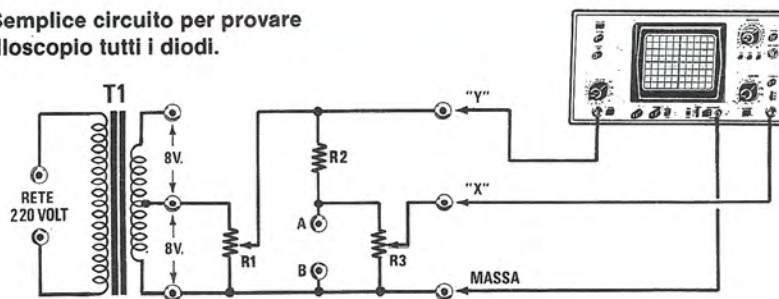 Semplice circuito per provare
lloscopio tutti i diodi.
T1
"Y"
8V.
R2
RETE
220 VOLT
"X"
A
8V.
R1
B
R3
MASSA